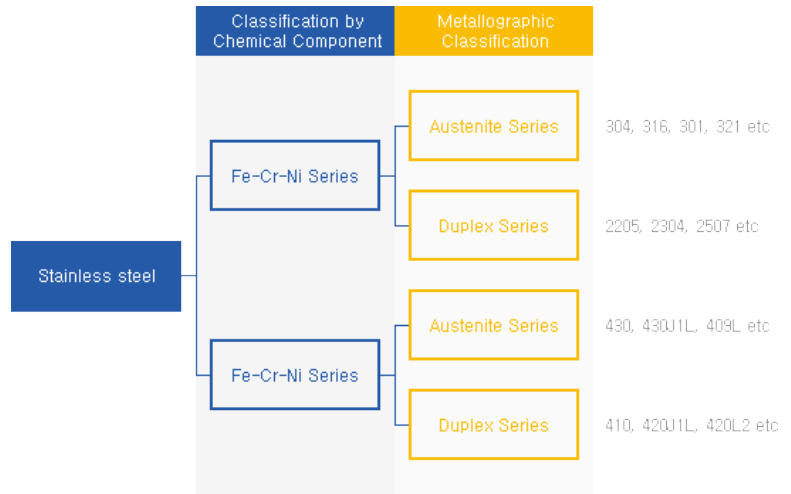 Classification by
Chemical Component
Metallographic
Classification
Stainless steel
Fe-Cr-Ni Series
Austenite Series
304, 316, 301, 321 etc
Duplex Series
2205, 2304, 2507 etc
Fe-Cr-Ni Series
Austenite Series
430, 430J1L, 409L etc
Duplex Series
410, 420J1L, 420L2 etc